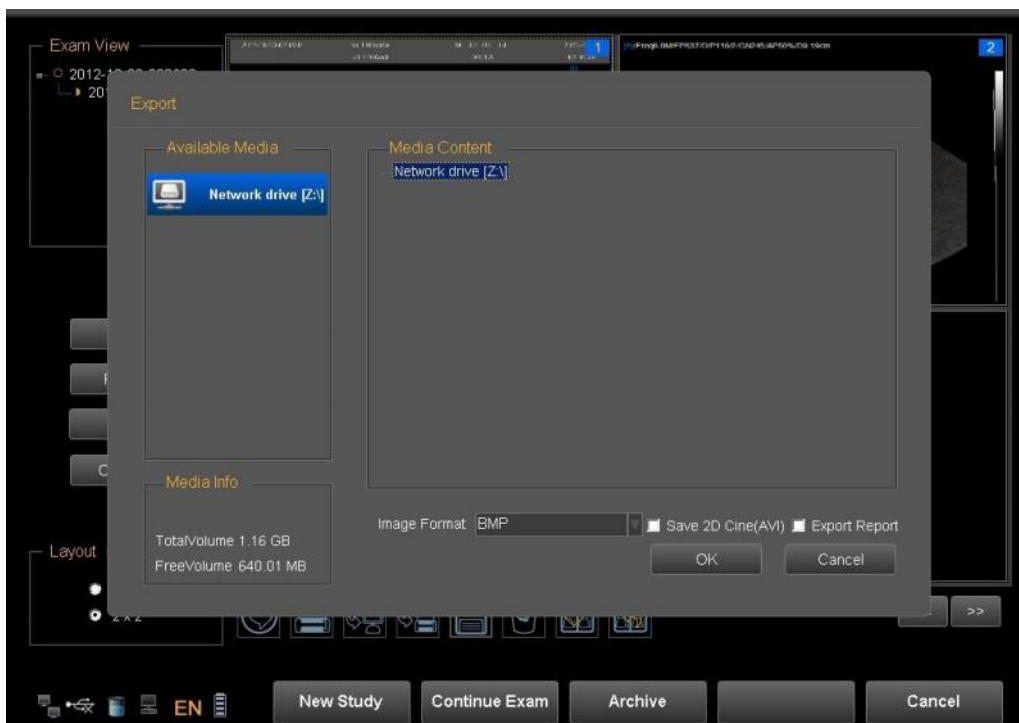 Exam View
1
2
Export
Available Media
Network drive [Z:\]
Media Content
Network drive [Z:\]
Media Info
TotalVolume 1.16 GB
FreeVolume 640.01 MB
Image Format BMP Save 2D Cine(AVI) Export Report
OK Cancel
Layout
>>
EN New Study Continue Exam Archive Cancel